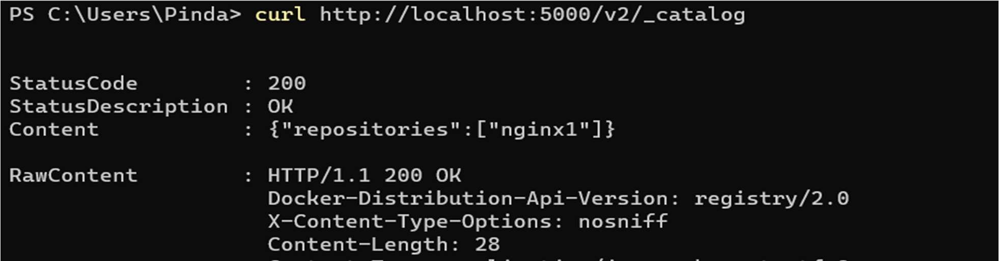 PS C:\Users\Pinda> curl http://localhost:5000/v2/_catalog
StatusCode : 200
StatusDescription : OK
Content : {"repositories":["nginx1"]}
RawContent : HTTP/1.1 200 OK
Docker-Distribution-Api-Version: registry/2.0
X-Content-Type-Options: nosniff
Content-Length: 28